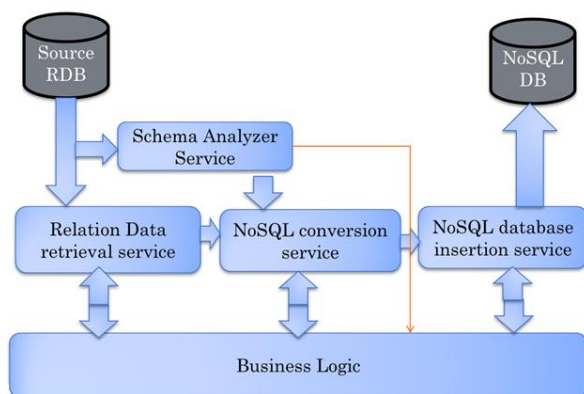 Source
RDB
NoSQL
DB
Schema Analyzer
Service
Relation Data
retrieval service
NoSQL conversion
service
NoSQL database
insertion service
Business Logic